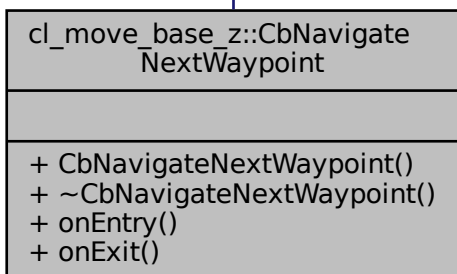 cl_move_base_z::CbNavigate
NextWaypoint
+ CbNavigateNextWaypoint()
+ ~CbNavigateNextWaypoint()
+ onEntry()
+ onExit()